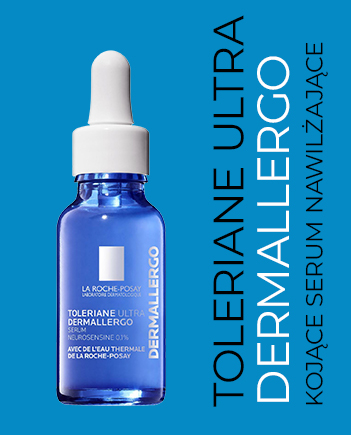 LA ROCHE-POSAY
LABORATOIRE DERMATOLOGIQUE
TOLERIANE ULTRA
DERMALLERGO
SERUM
NEUROSENSINE 0.1%
AVEC DE L'EAU THERMALE
DE LA ROCHE-POSAY
DERMALLERGO
TOLERIANE ULTRA
DERMALLERGO
KOJĄCE SERUM NAWILŻAJĄCE